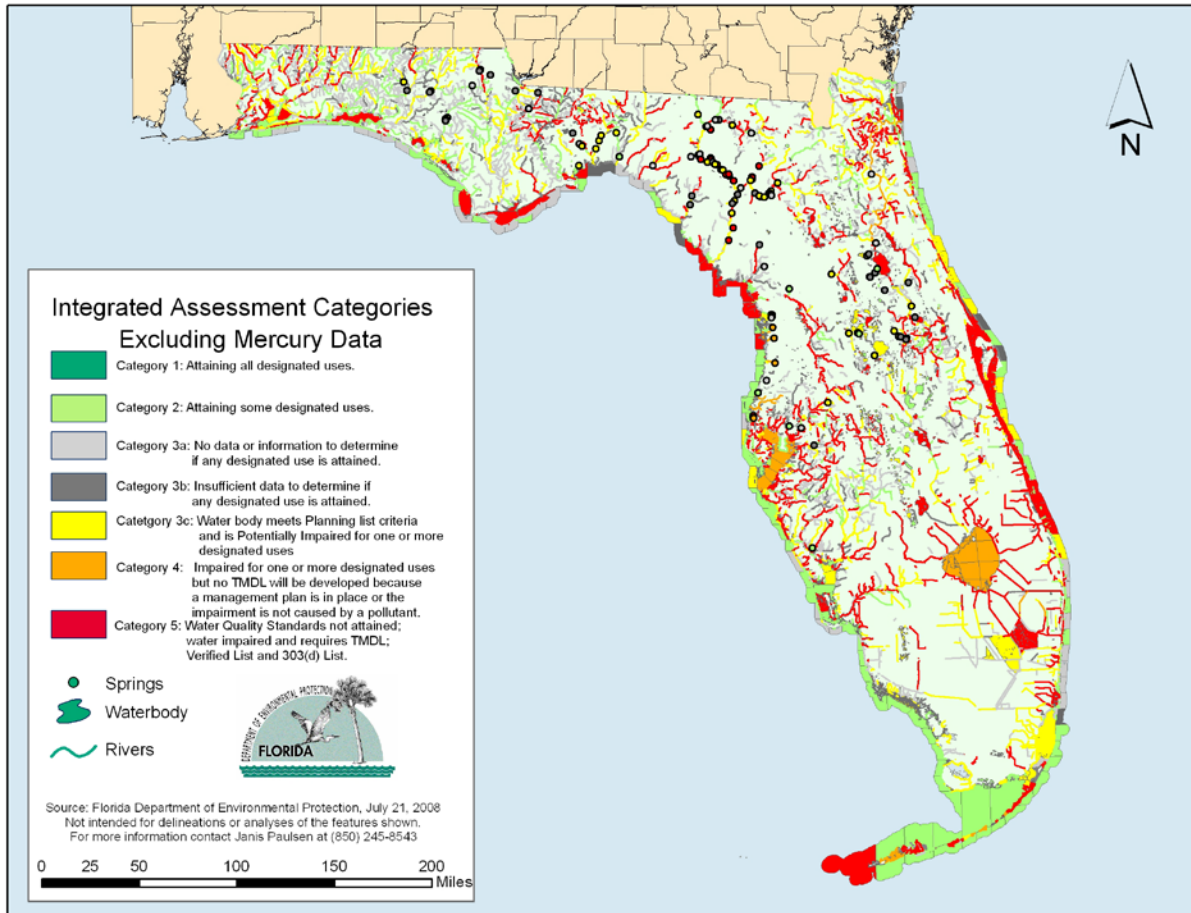 N
Integrated Assessment Categories
Excluding Mercury Data
Category 1: Attaining all designated uses.
Category 2: Attaining some designated uses.
Category 3a: No data or information to determine
if any designated use is attained.
Category 3b: Insufficient data to determine if
any designated use is attained.
Category 3c: Water body meets Planning list criteria
and is Potentially Impaired for one or more
designated uses
Category 4: Impaired for one or more designated uses
but no TMDL will be developed because
a management plan is in place or the
impairment is not caused by a pollutant.
Category 5: Water Quality Standards not attained;
water impaired and requires TMDL;
Verified List and 303(d) List.
Springs
Waterbody
Rivers
DEPARTMENT OF ENVIRONMENTAL PROTECTION
FLORIDA
Source: Florida Department of Environmental Protection, July 21, 2008
Not intended for delineations or analyses of the features shown.
For more information contact Janis Paulsen at (850) 245-8543
0 25 50 100 150 200
Miles